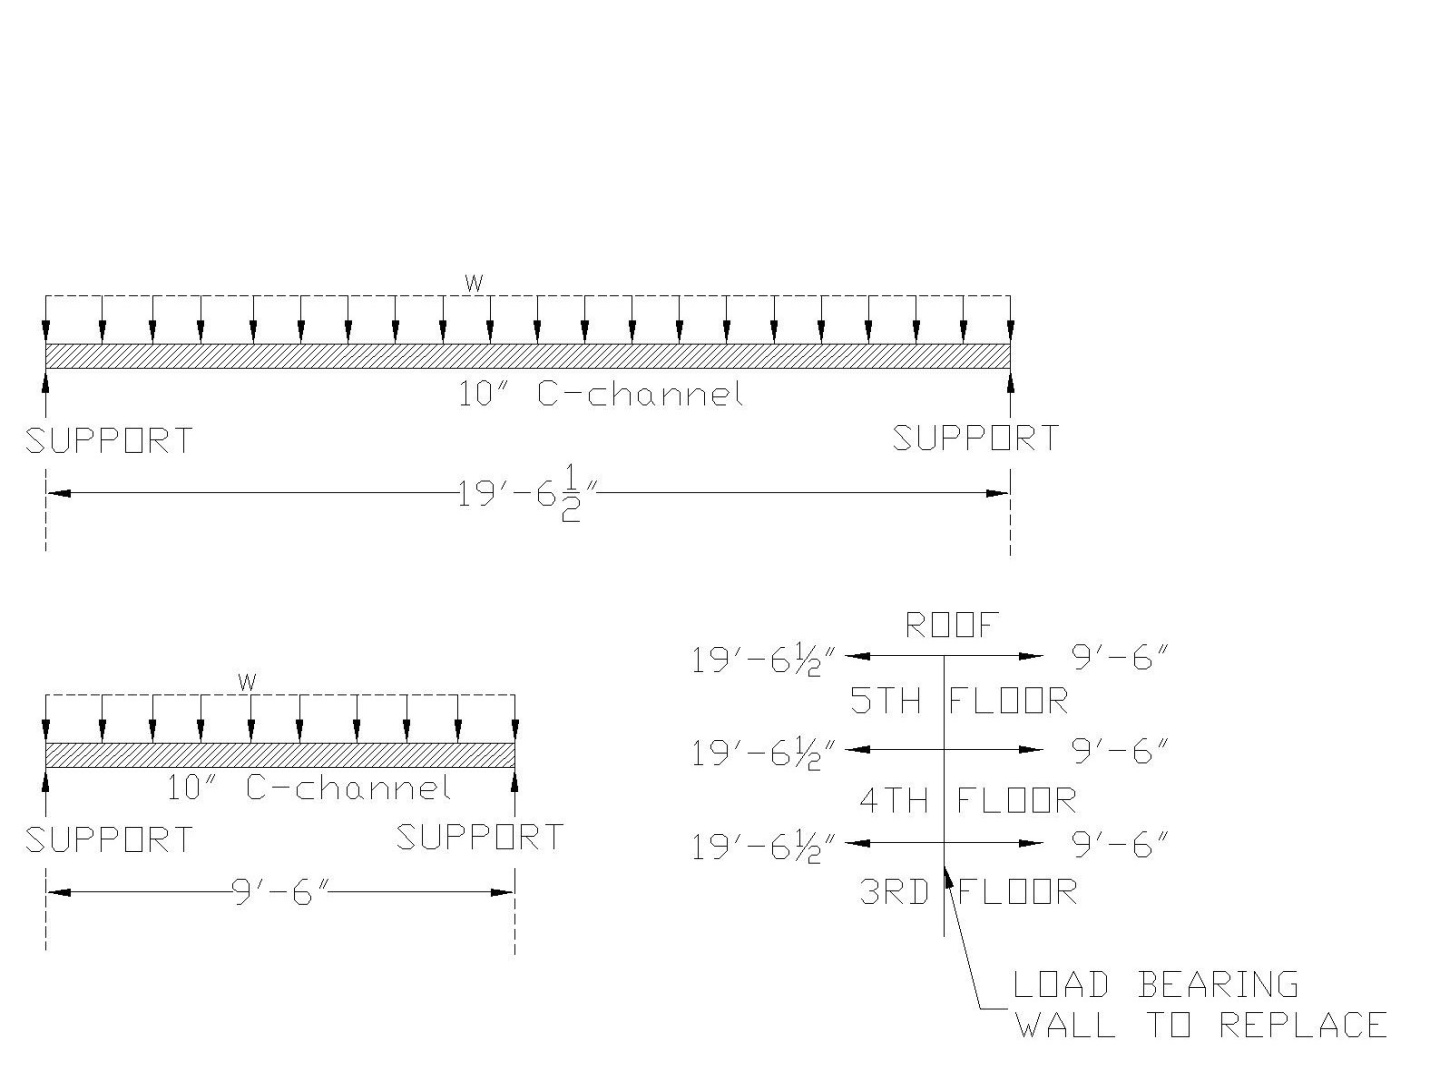 W
10" C-channel
SUPPORT SUPPORT
19'-6 1/2"
W
10" C-channel
SUPPORT SUPPORT
9'-6"
ROOF
19'-6½" 9'-6"
5TH FLOOR
19'-6½" 9'-6"
4TH FLOOR
19'-6½" 9'-6"
3RD FLOOR
LOAD BEARING
WALL TO REPLACE